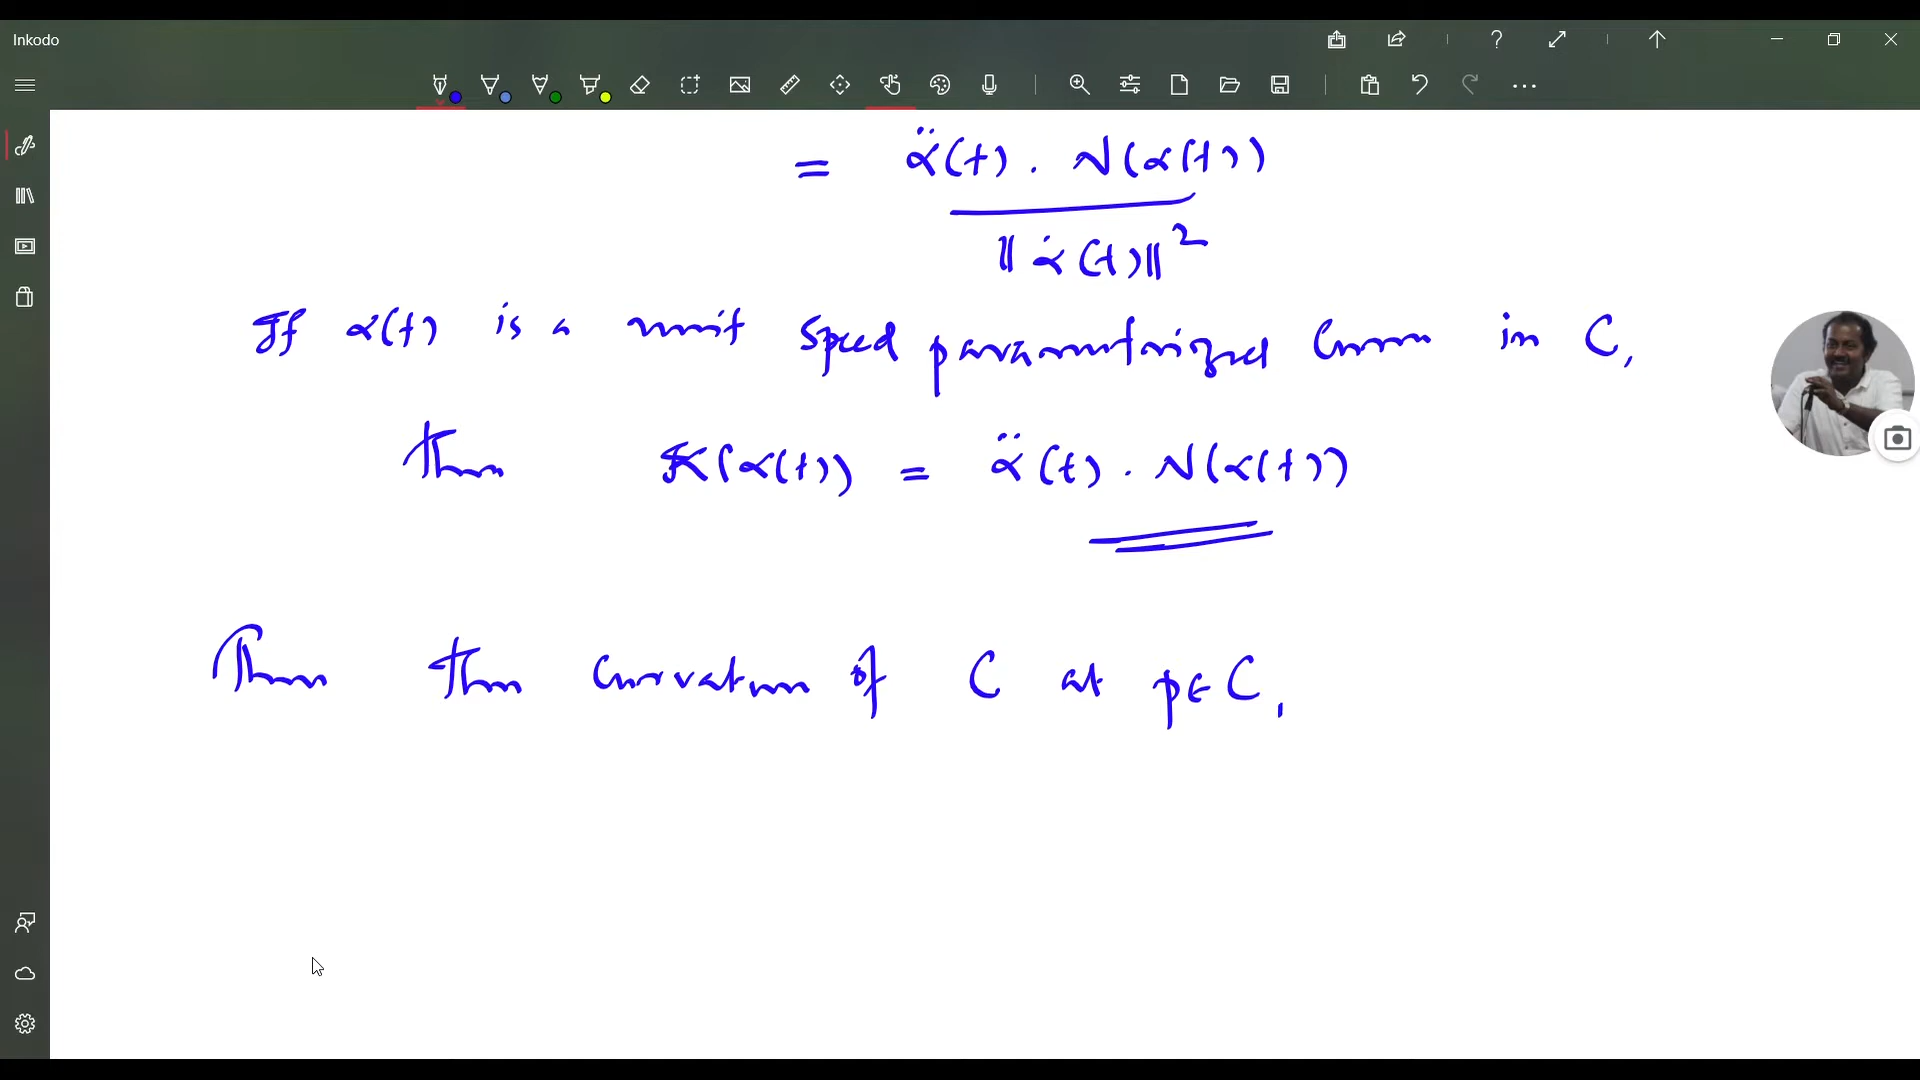 Inkodo
= α̈(t) . N(α(t))
‖α̇(t)‖²
If α(t) is a unit speed parametrized curve in C,
then K(α(t)) = α̈(t) . N(α(t))
Then the curvature of C at p∈C,